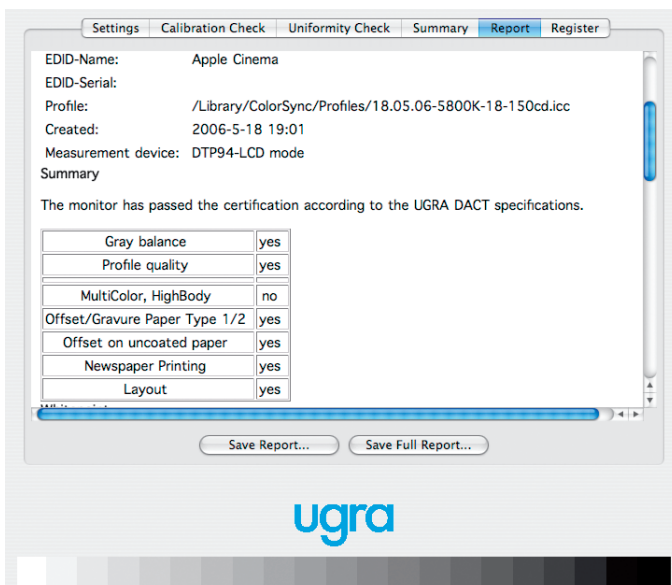 Settings Calibration Check Uniformity Check Summary Report Register
EDID-Name: Apple Cinema
EDID-Serial:
Profile: /Library/ColorSync/Profiles/18.05.06-5800K-18-150cd.icc
Created: 2006-5-18 19:01
Measurement device: DTP94-LCD mode
Summary
The monitor has passed the certification according to the UGRA DACT specifications.
Gray balance yes
Profile quality yes
MultiColor, HighBody no
Offset/Gravure Paper Type 1/2 yes
Offset on uncoated paper yes
Newspaper Printing yes
Layout yes
Save Report... Save Full Report...
ugra